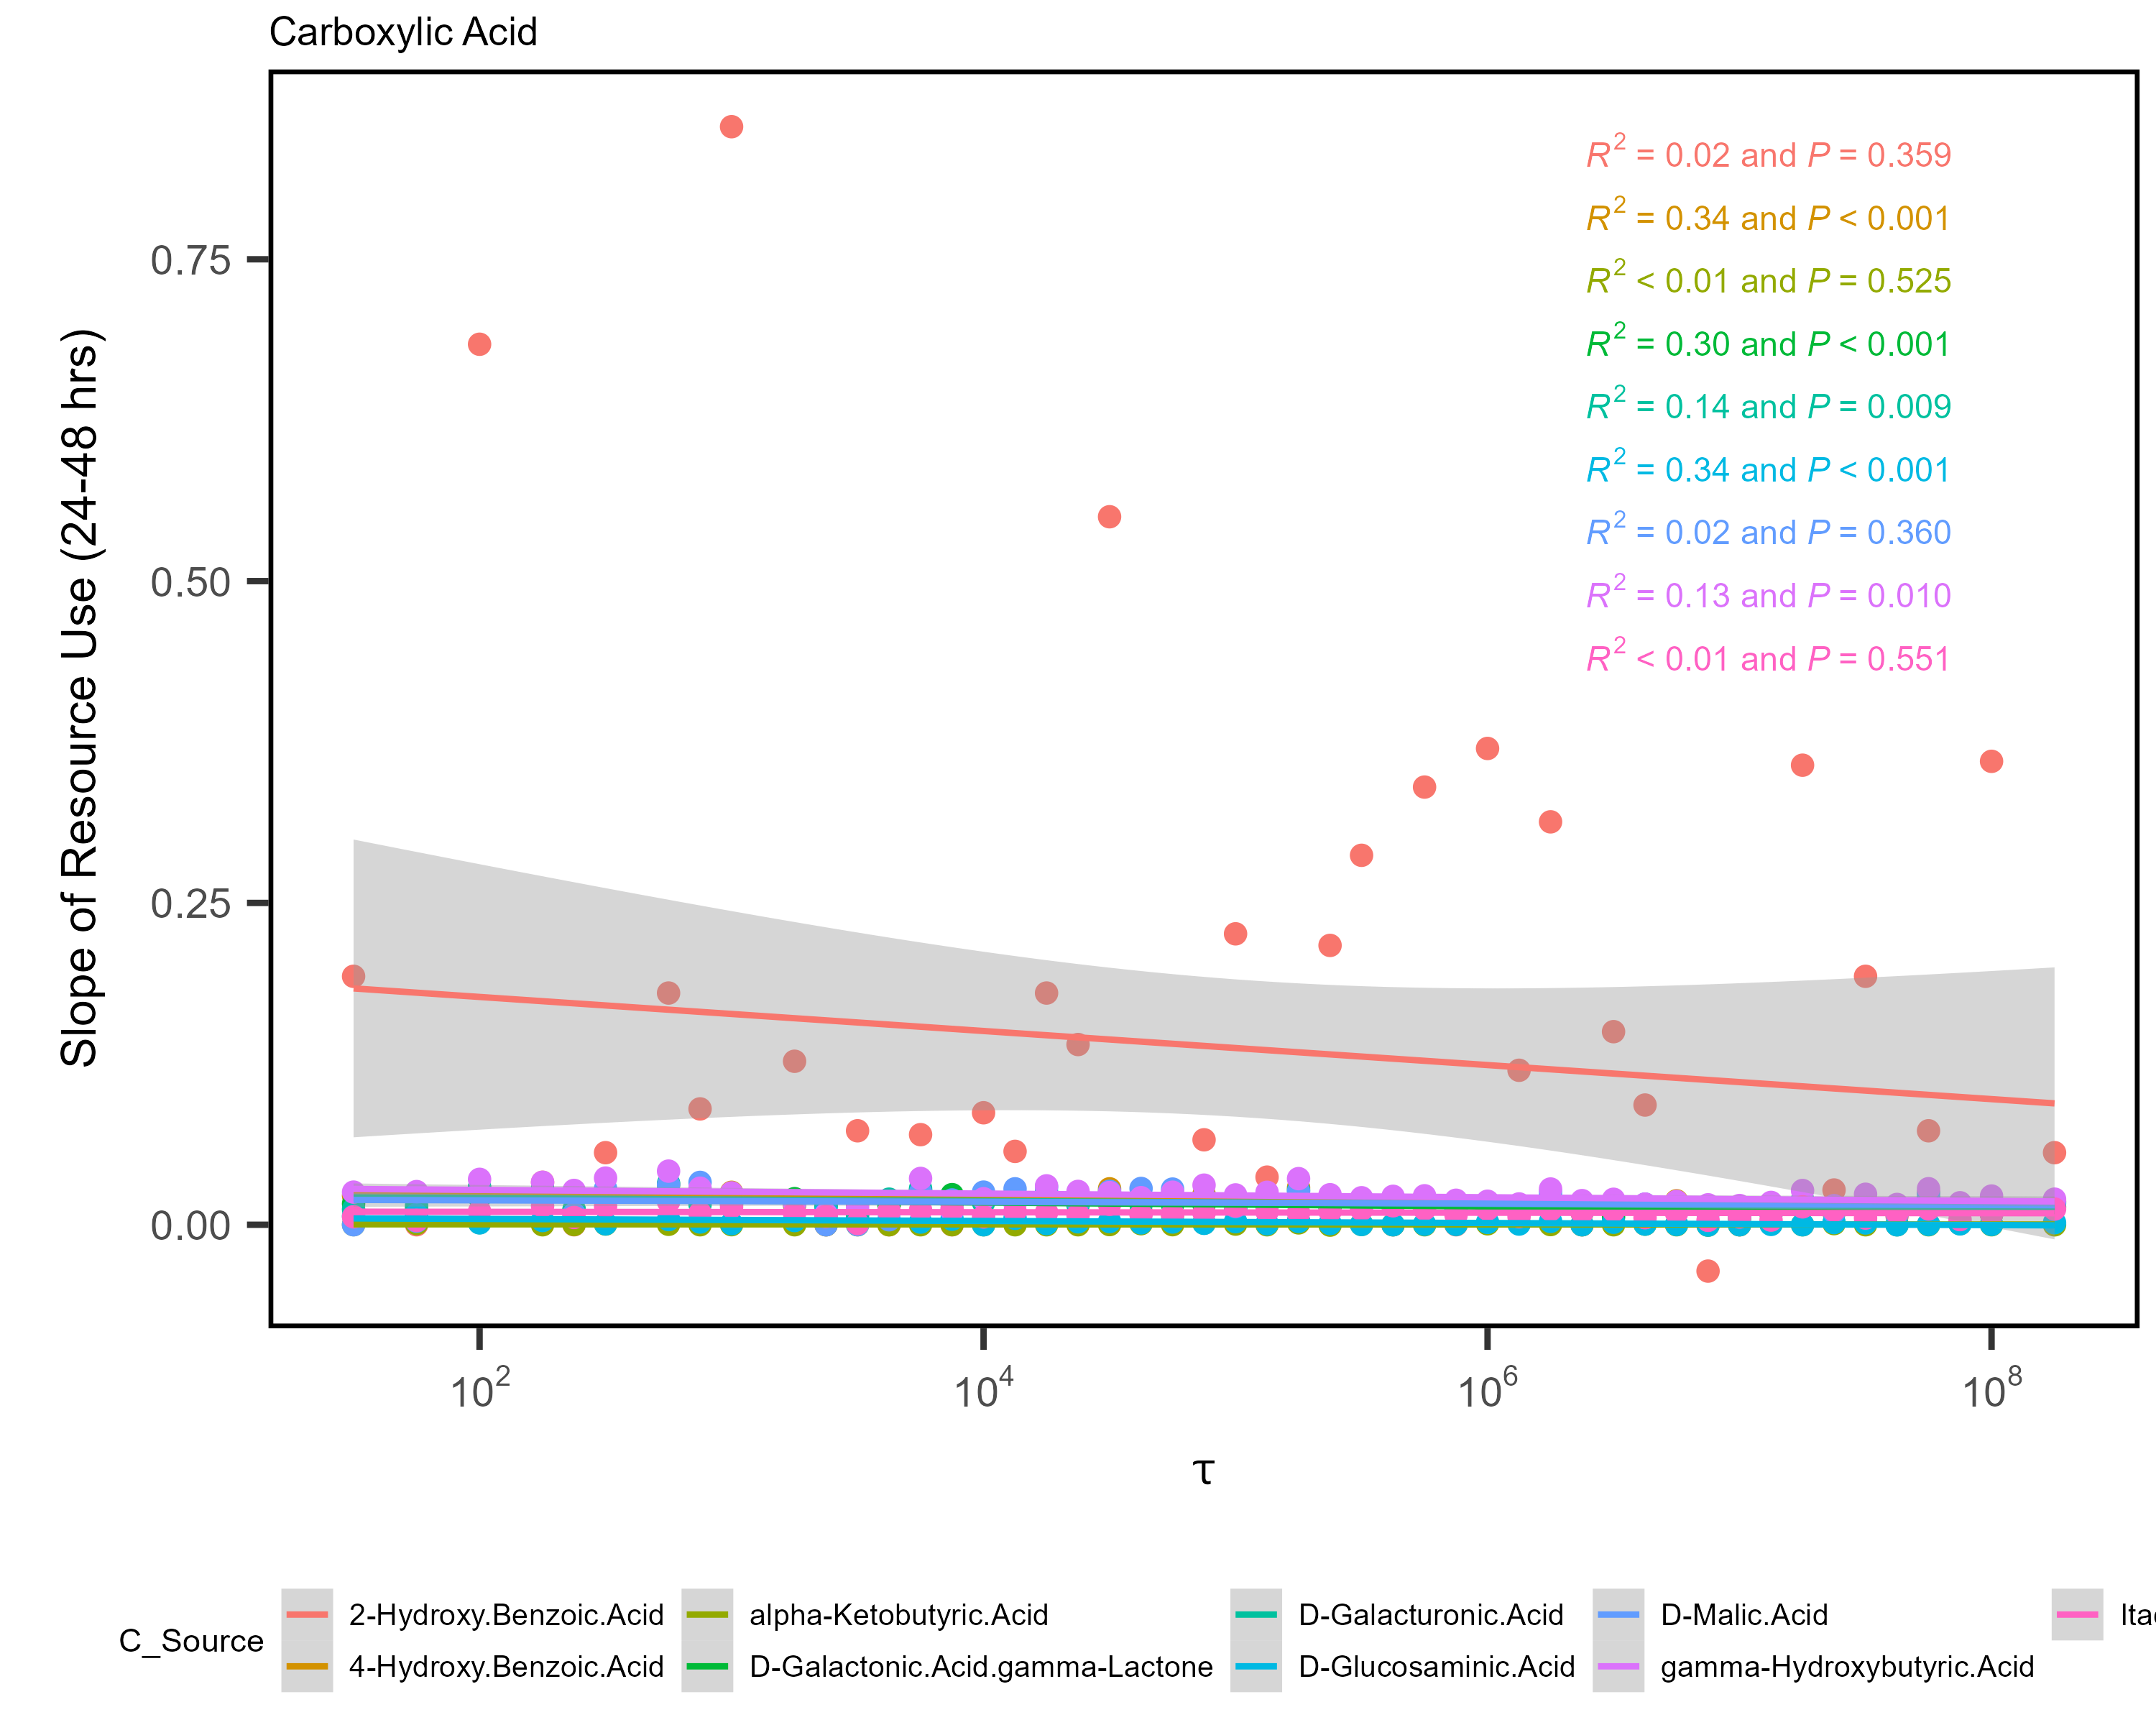 Carboxylic Acid
Slope of Resource Use (24-48 hrs)
0.75
0.50
0.25
0.00
R² = 0.02 and P = 0.359
R² = 0.34 and P < 0.001
R² < 0.01 and P = 0.525
R² = 0.30 and P < 0.001
R² = 0.14 and P = 0.009
R² = 0.34 and P < 0.001
R² = 0.02 and P = 0.360
R² = 0.13 and P = 0.010
R² < 0.01 and P = 0.551
10² 10⁴ 10⁶ 10⁸
τ
C_Source
2-Hydroxy.Benzoic.Acid alpha-Ketobutyric.Acid D-Galacturonic.Acid D-Malic.Acid
4-Hydroxy.Benzoic.Acid D-Galactonic.Acid.gamma-Lactone D-Glucosaminic.Acid gamma-Hydroxybutyric.Acid